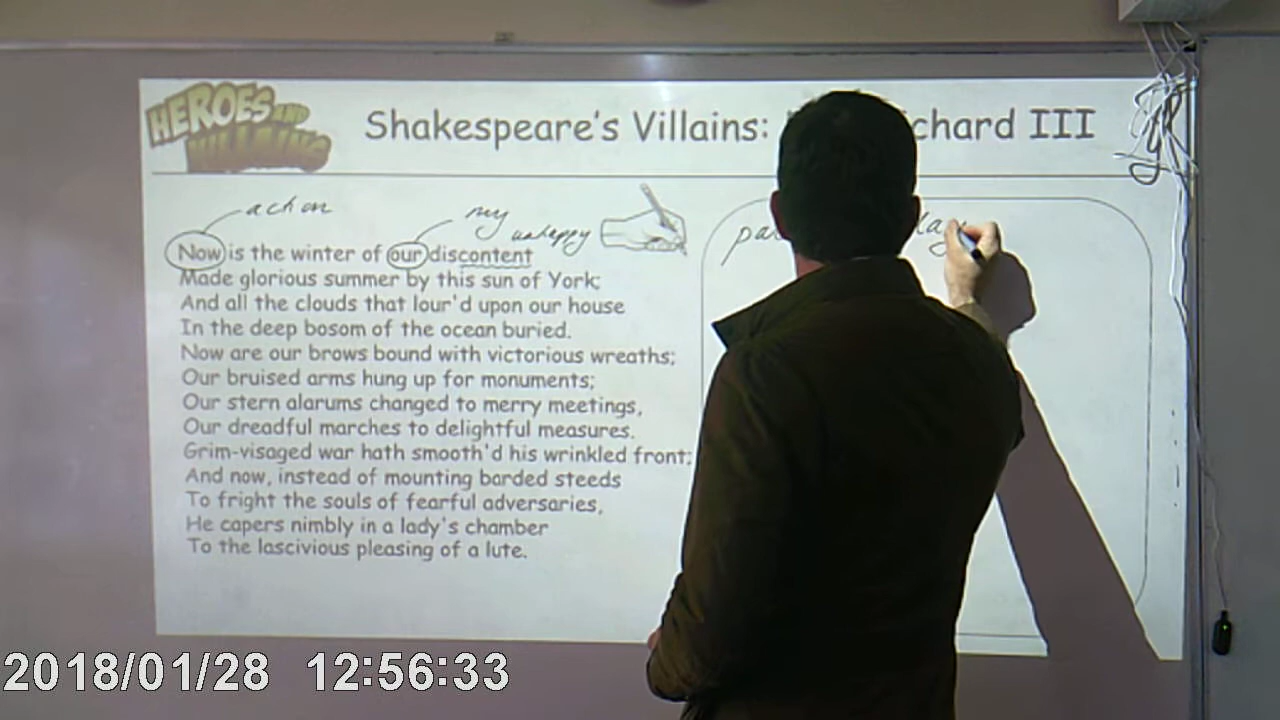 HEROES AND VILLAINS
Shakespeare's Villains: chard III
action
my
unhappy
Now is the winter of our discontent
Made glorious summer by this sun of York;
And all the clouds that lour'd upon our house
In the deep bosom of the ocean buried.
Now are our brows bound with victorious wreaths;
Our bruised arms hung up for monuments;
Our stern alarums changed to merry meetings,
Our dreadful marches to delightful measures.
Grim-visaged war hath smooth'd his wrinkled front;
And now, instead of mounting barded steeds
To fright the souls of fearful adversaries,
He capers nimbly in a lady's chamber
To the lascivious pleasing of a lute.
2018/01/28 12:56:33